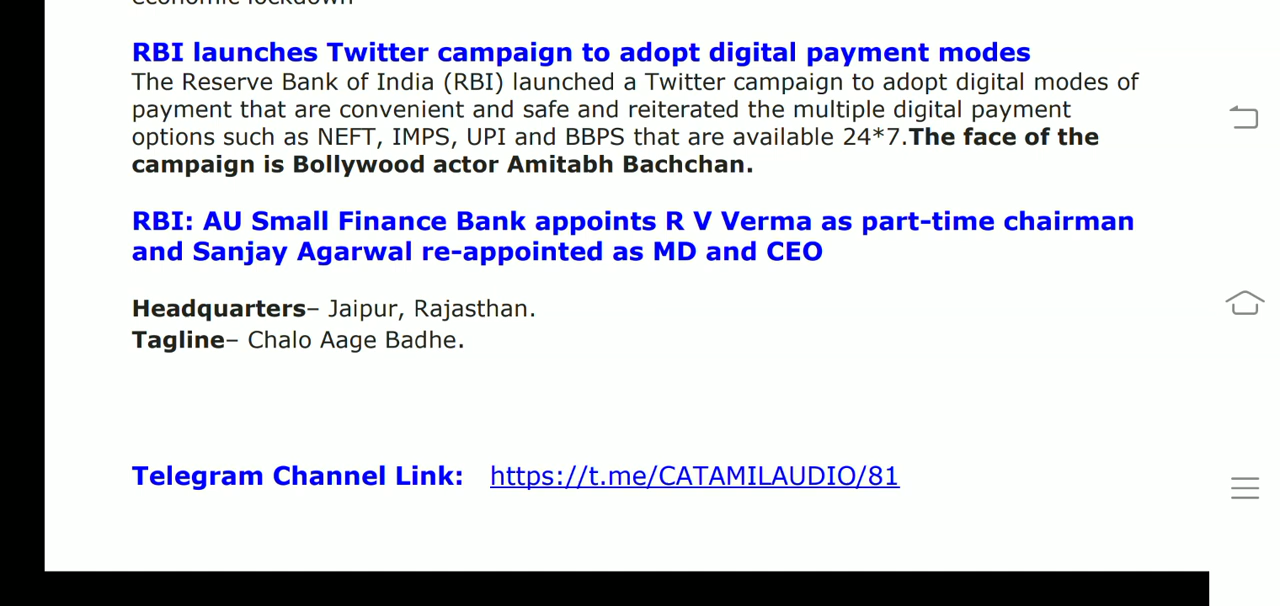 economic lockdown
RBI launches Twitter campaign to adopt digital payment modes
The Reserve Bank of India (RBI) launched a Twitter campaign to adopt digital modes of
payment that are convenient and safe and reiterated the multiple digital payment
options such as NEFT, IMPS, UPI and BBPS that are available 24*7.The face of the
campaign is Bollywood actor Amitabh Bachchan.
RBI: AU Small Finance Bank appoints R V Verma as part-time chairman
and Sanjay Agarwal re-appointed as MD and CEO
Headquarters– Jaipur, Rajasthan.
Tagline– Chalo Aage Badhe.
Telegram Channel Link: https://t.me/CATAMILAUDIO/81